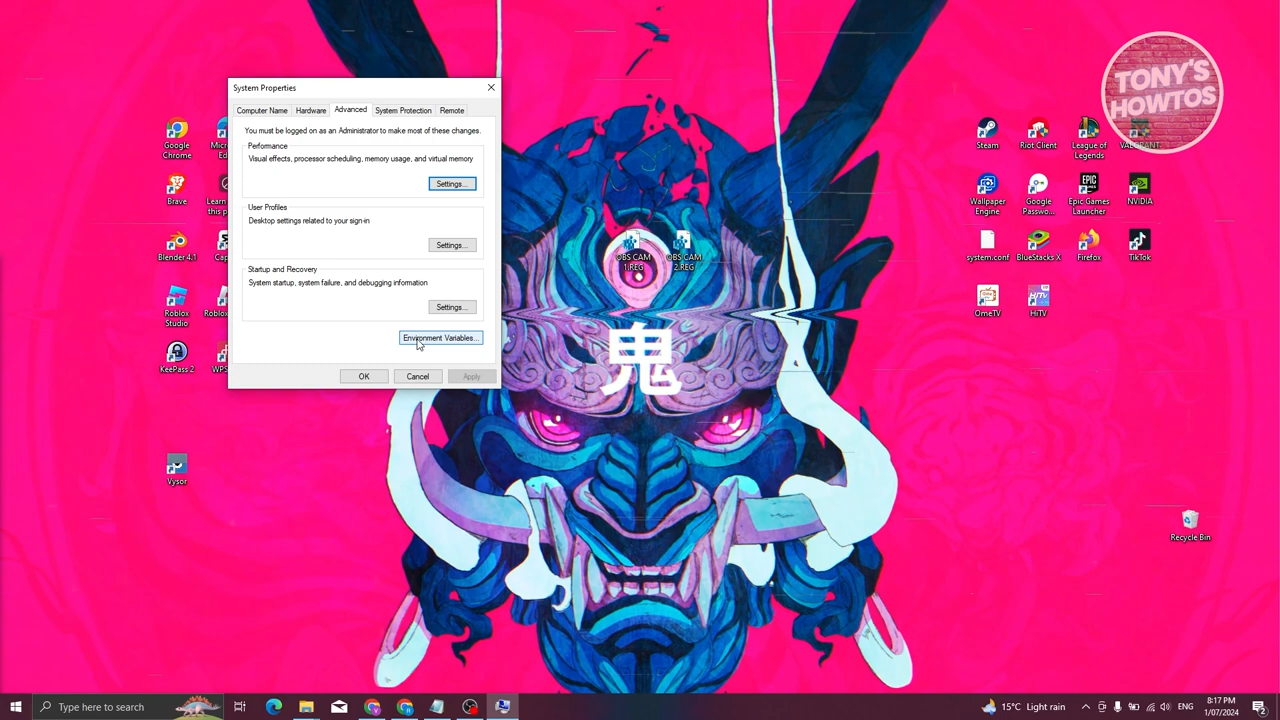 System Properties
Computer Name
Hardware
Advanced
System Protection
Remote
You must be logged on as an Administrator to make most of these changes.
Performance
Visual effects, processor scheduling, memory usage, and virtual memory
Settings...
User Profiles
Desktop settings related to your sign-in
Settings...
Startup and Recovery
System startup, system failure, and debugging information
Settings...
Environment Variables...
OK
Cancel
Apply
Google
Chrome
Brave
Learn
this p
Blender 4.1
Roblox
Studio
KeePass 2
WPS
Vysor
OBS CAM
1.REG
OBS CAM
2.REG
鬼
TONY'S
HOWTOS
Steam
Riot Client
League of
Legends
VALORANT
Wallpaper
Engine
Google
Passwo...
Epic Games
Launcher
NVIDIA
system.conf
BlueStacks X
Firefox
TikTok
OmeTV
HiTV
Recycle Bin
Type here to search
15°C Light rain
ENG
8:17 PM
1/07/2024